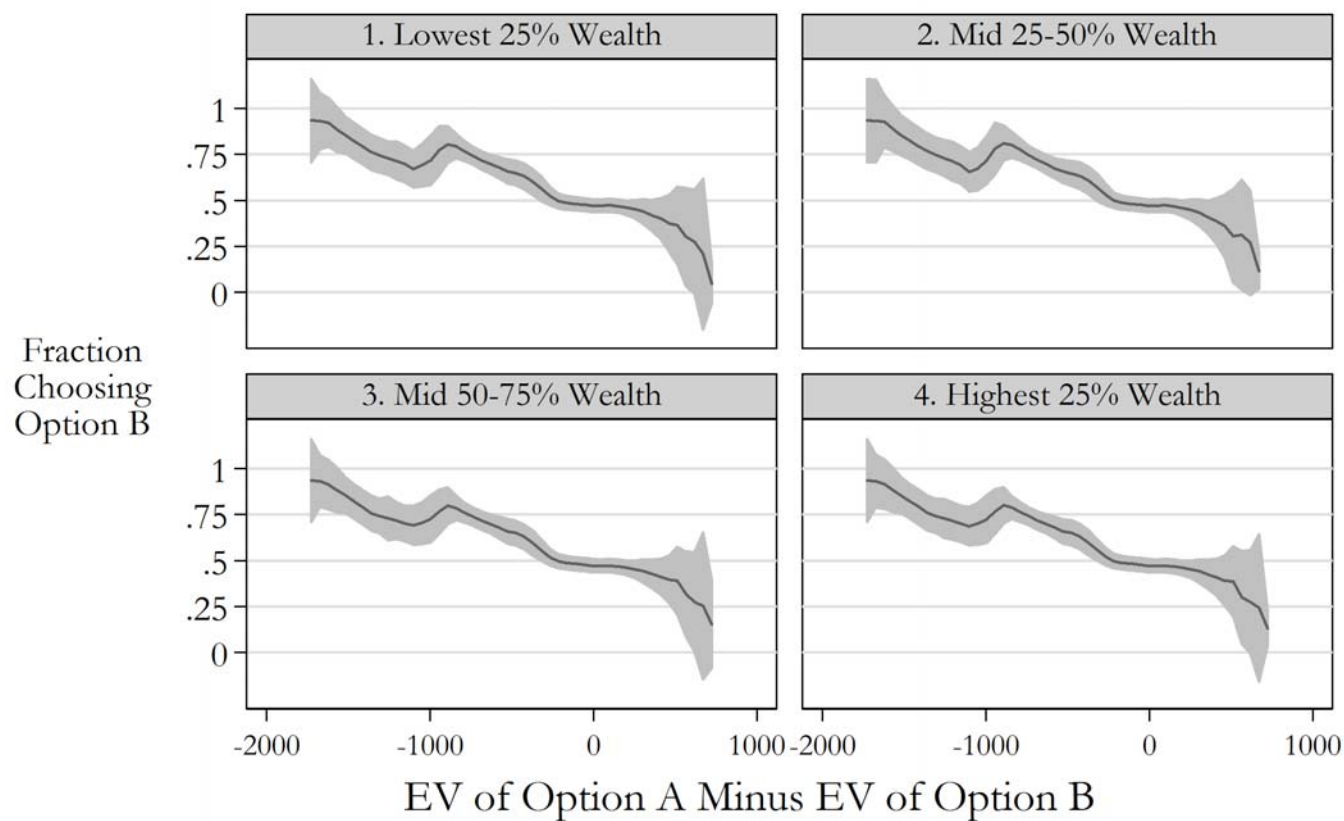 1. Lowest 25% Wealth
2. Mid 25-50% Wealth
1
.75
.5
.25
0
Fraction
Choosing
Option B
3. Mid 50-75% Wealth
4. Highest 25% Wealth
1
.75
.5
.25
0
-2000 -1000 0 1000 -2000 -1000 0 1000
EV of Option A Minus EV of Option B